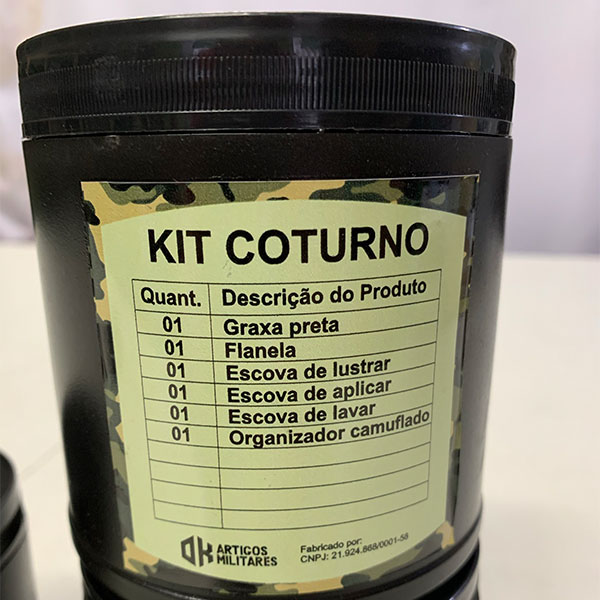 KIT COTURNO
Quant. Descrição do Produto
01 Graxa preta
01 Flanela
01 Escova de lustrar
01 Escova de aplicar
01 Escova de lavar
01 Organizador camuflado
OK ARTIGOS
MILITARES
Fabricado por:
CNPJ: 21.924.868/0001-58